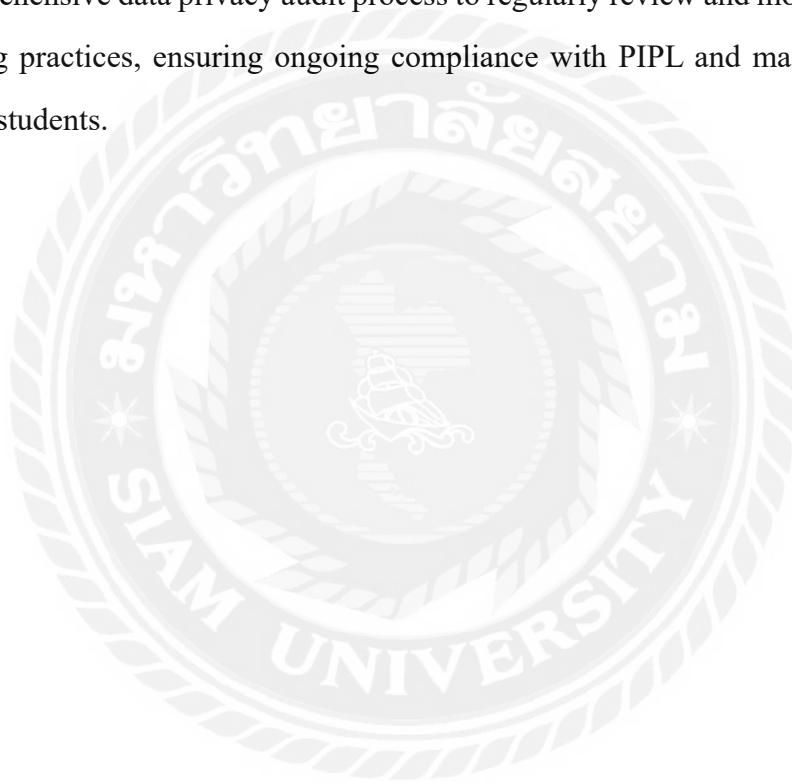 data privacy audit process to regularly review and
practices, ensuring ongoing compliance with PIPL and
students.
มหาวิทยาลัยสยาม
SIAM UNIVERSITY